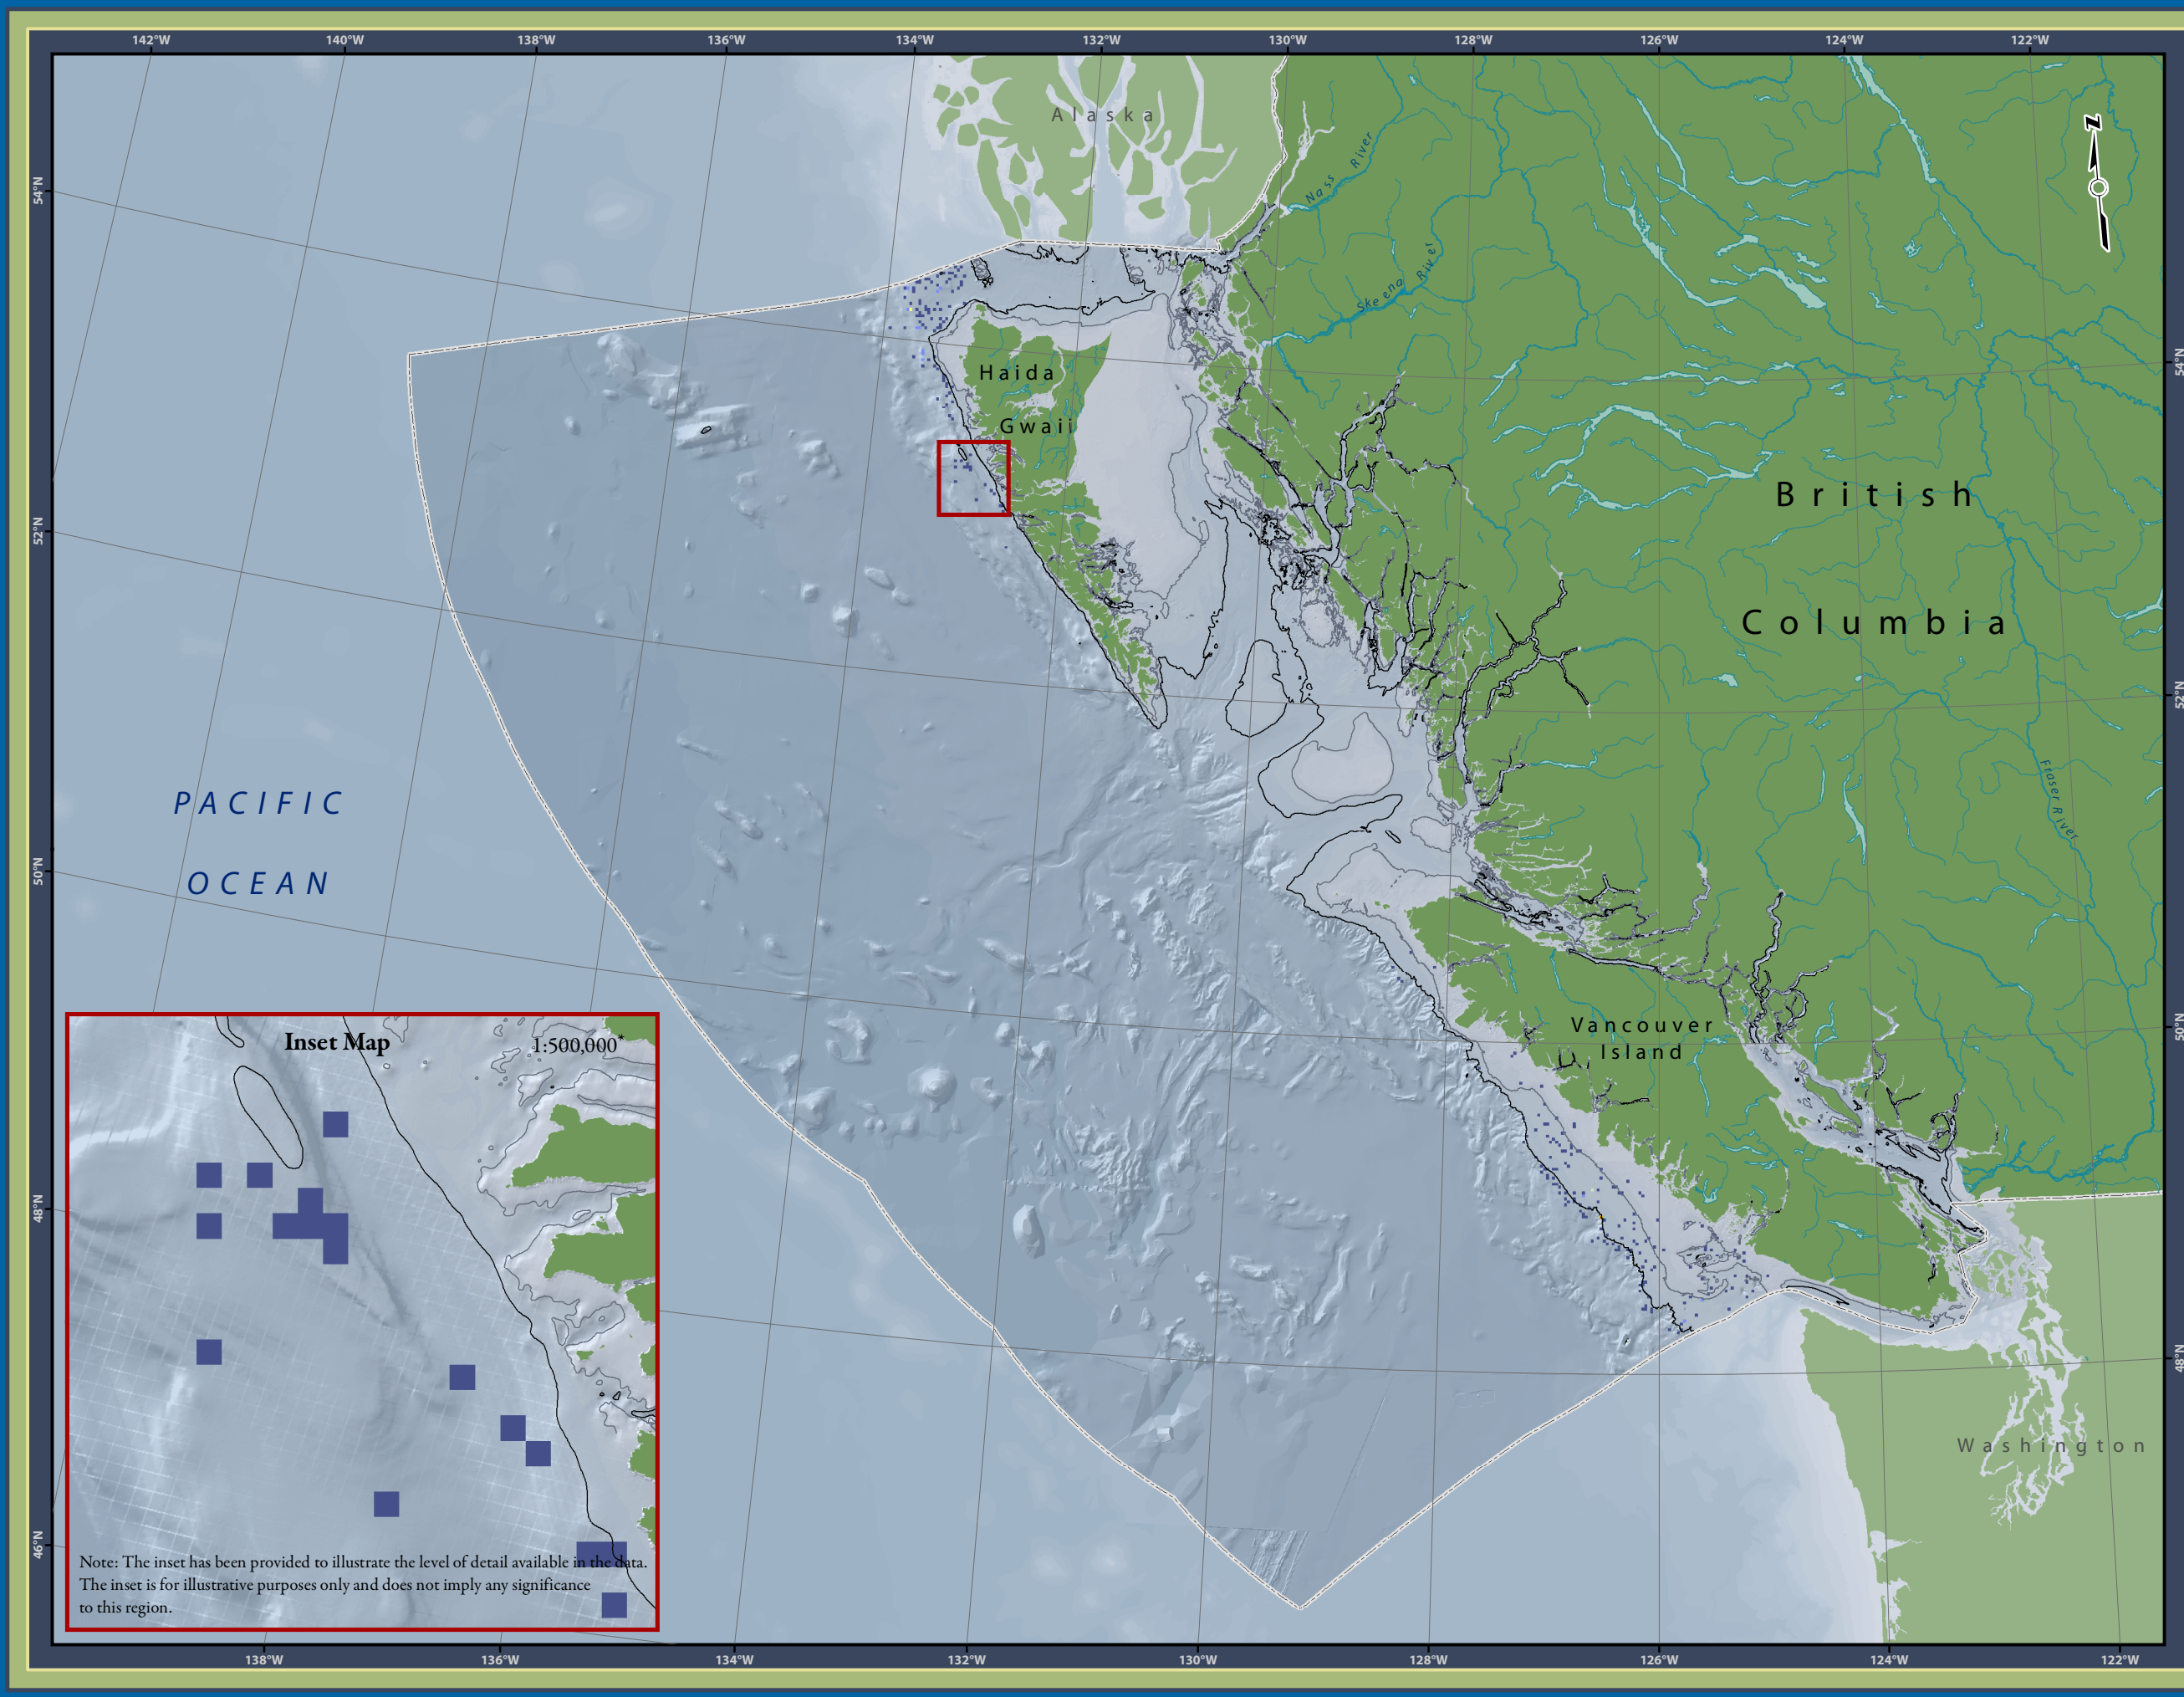 142°W 140°W 138°W 136°W 134°W 132°W 130°W 128°W 126°W 124°W 122°W
Alaska
Nass River
54°N
Skeena River
54°N
Haida
Gwaii
British
52°N
Columbia
52°N
PACIFIC
Fraser River
50°N
OCEAN
Vancouver
50°N
Island
Inset Map
1:500,000*
48°N
48°N
Washington
46°N
Note: The inset has been provided to illustrate the level of detail available in the data.
The inset is for illustrative purposes only and does not imply any significance
to this region.
138°W 136°W 134°W 132°W 130°W 128°W 126°W 124°W 122°W
N